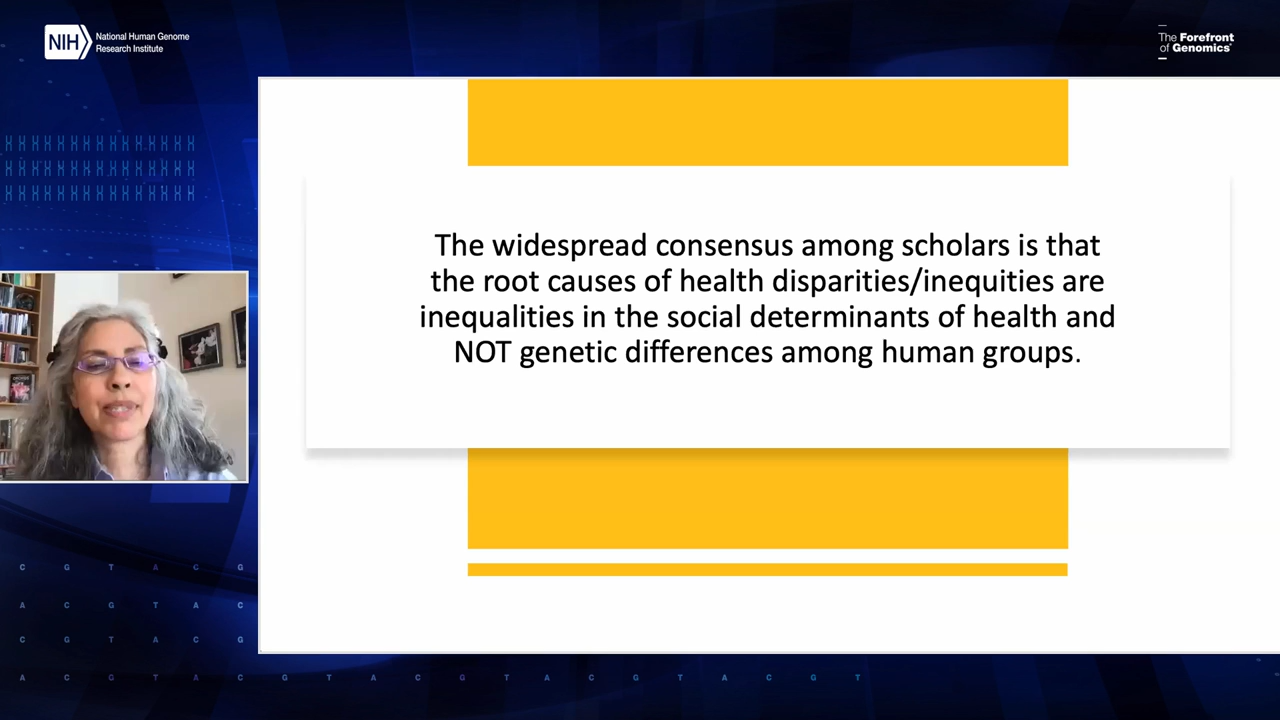 NIH
National Human Genome
Research Institute
The Forefront
of Genomics®
The widespread consensus among scholars is that
the root causes of health disparities/inequities are
inequalities in the social determinants of health and
NOT genetic differences among human groups.
C G T A C G
A C G T A C
C G T A C G
A C G T A C G T A C G T A C G T A C G T